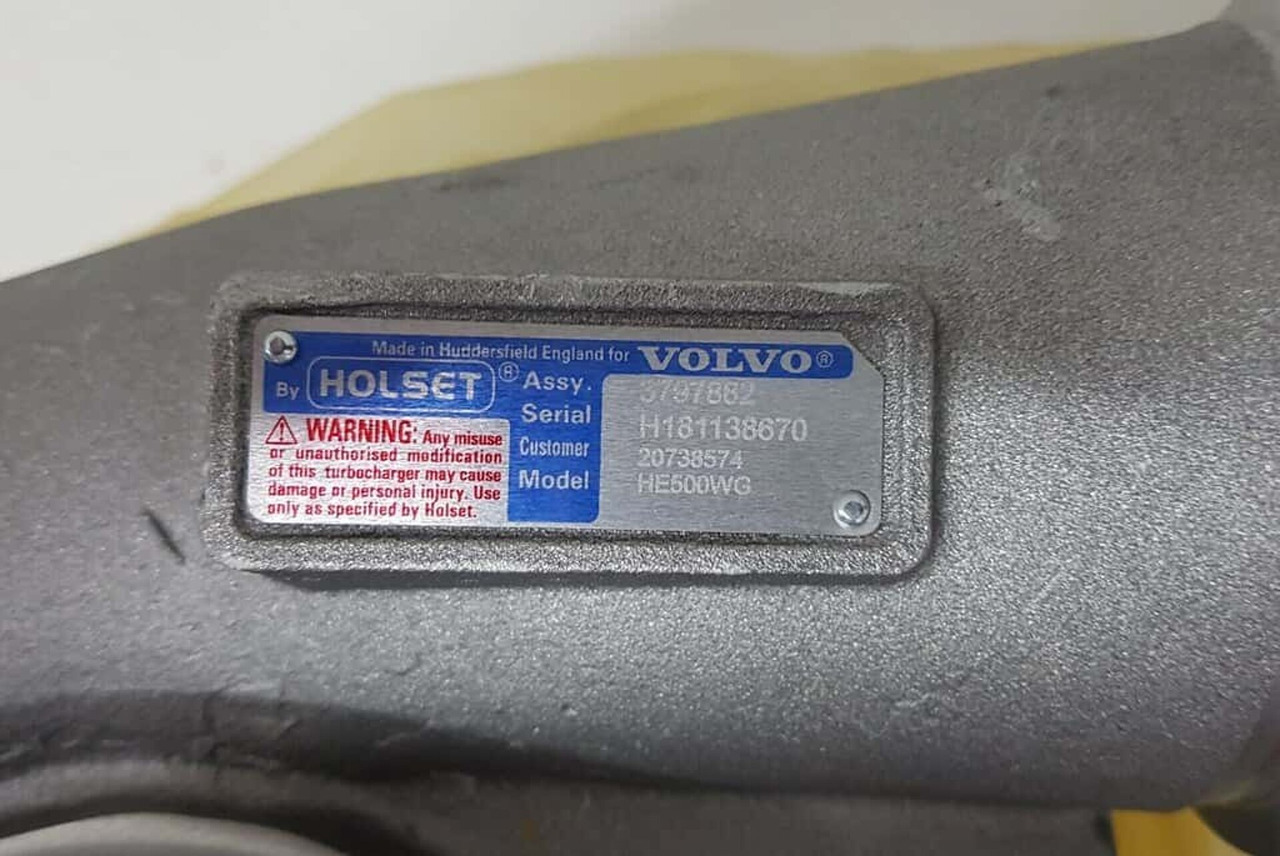 Made in Huddersfield England for VOLVO®
By HOLSET®
WARNING: Any misuse
or unauthorised modification
of this turbocharger may cause
damage or personal injury. Use
only as specified by Holset.
Assy. 3797862
Serial H181138670
Customer 20738574
Model HE500WG